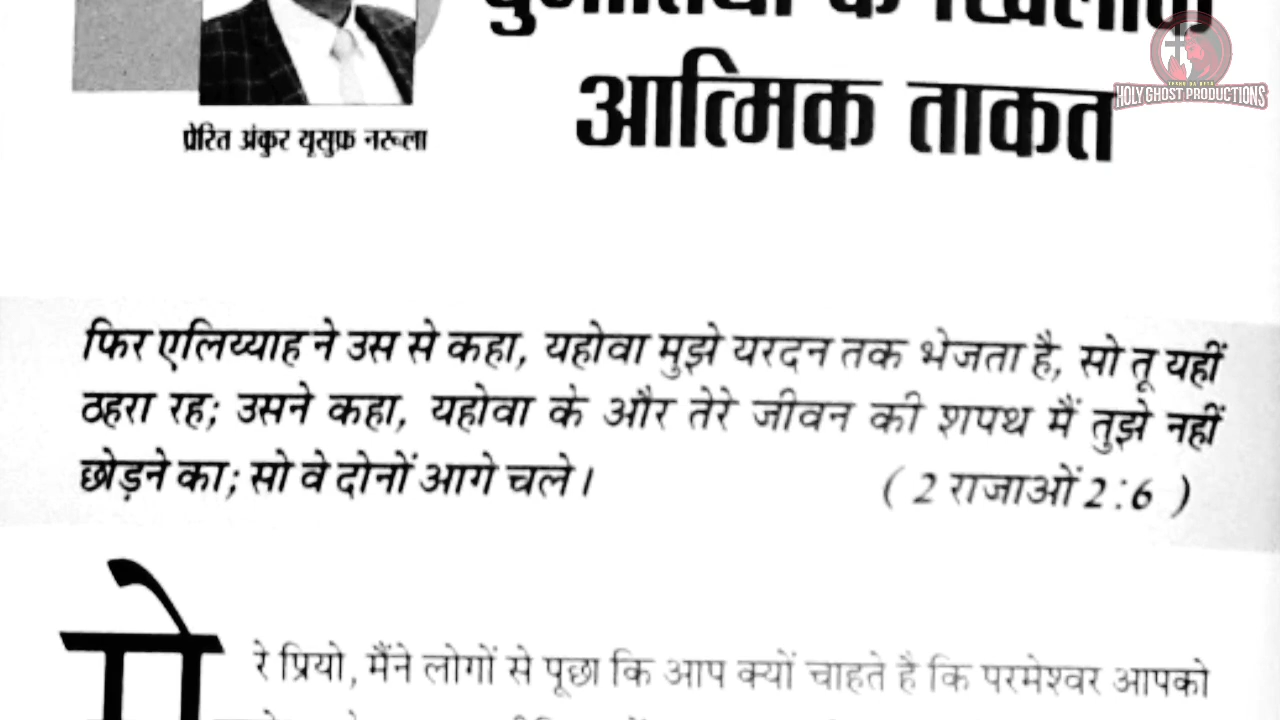 के खिलाफ
आत्मिक ताकत
HOLY GHOST PRODUCTIONS
प्रेरित अंकुर यूसुफ़ नरूला
फिर एलिय्याह ने उस से कहा, यहोवा मुझे यरदन तक भेजता है, सो तू यहीं
ठहरा रह; उसने कहा, यहोवा के और तेरे जीवन की शपथ मैं तुझे नहीं
छोड़ने का; सो वे दोनों आगे चले।
( 2 राजाओं 2:6 )
मेरे प्रियो, मैंने लोगों से पूछा कि आप क्यों चाहते है कि परमेश्वर आपको